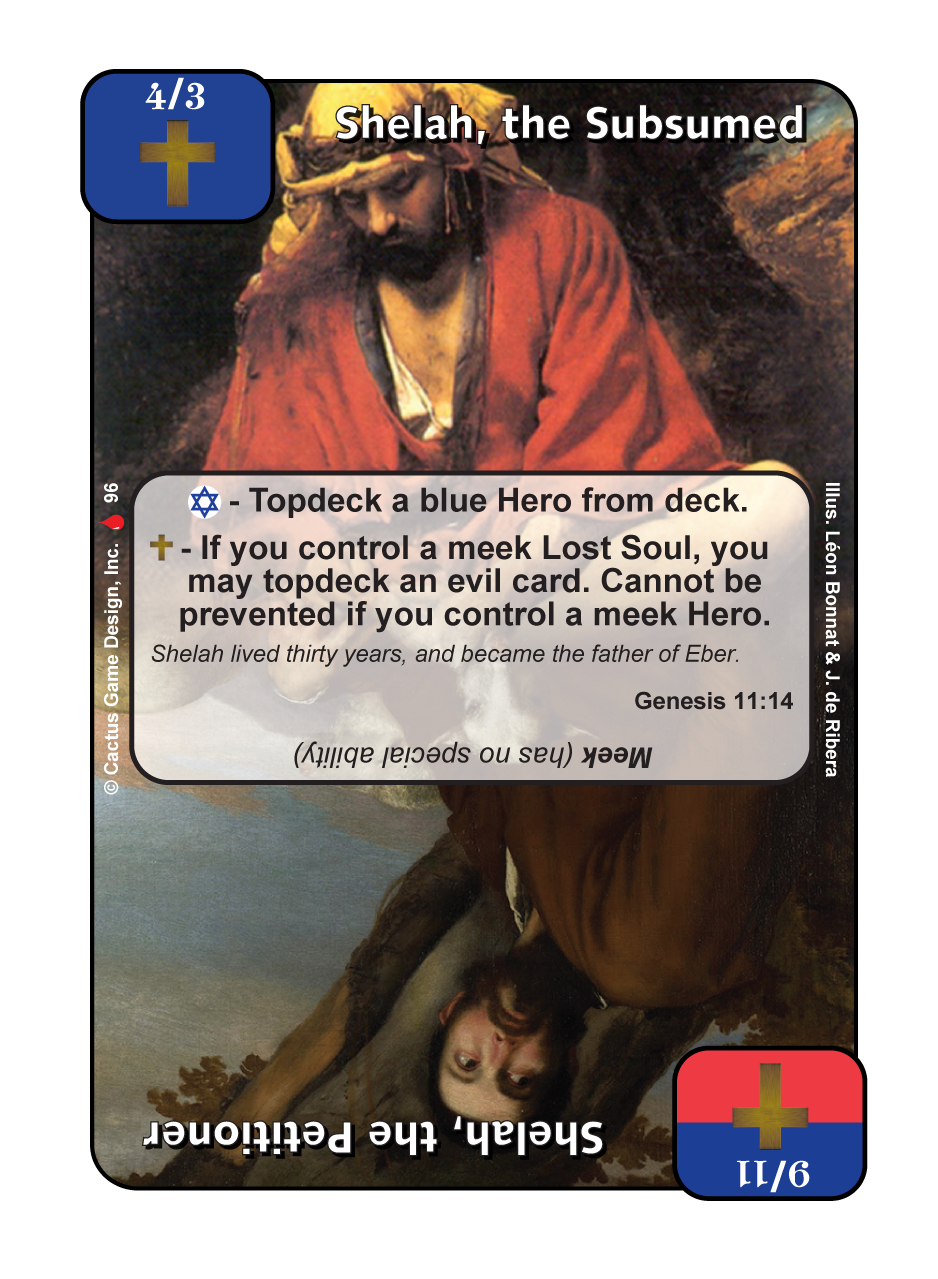 4/3
Shelah, the Subsumed
- Topdeck a blue Hero from deck.
- If you control a meek Lost Soul, you
may topdeck an evil card. Cannot be
prevented if you control a meek Hero.
Shelah lived thirty years, and became the father of Eber.
Genesis 11:14
Meek (has no special ability)
© Cactus Game Design, Inc. 96
Illus. Léon Bonnat & J. de Ribera
Shelah, the Petitioner
9/11